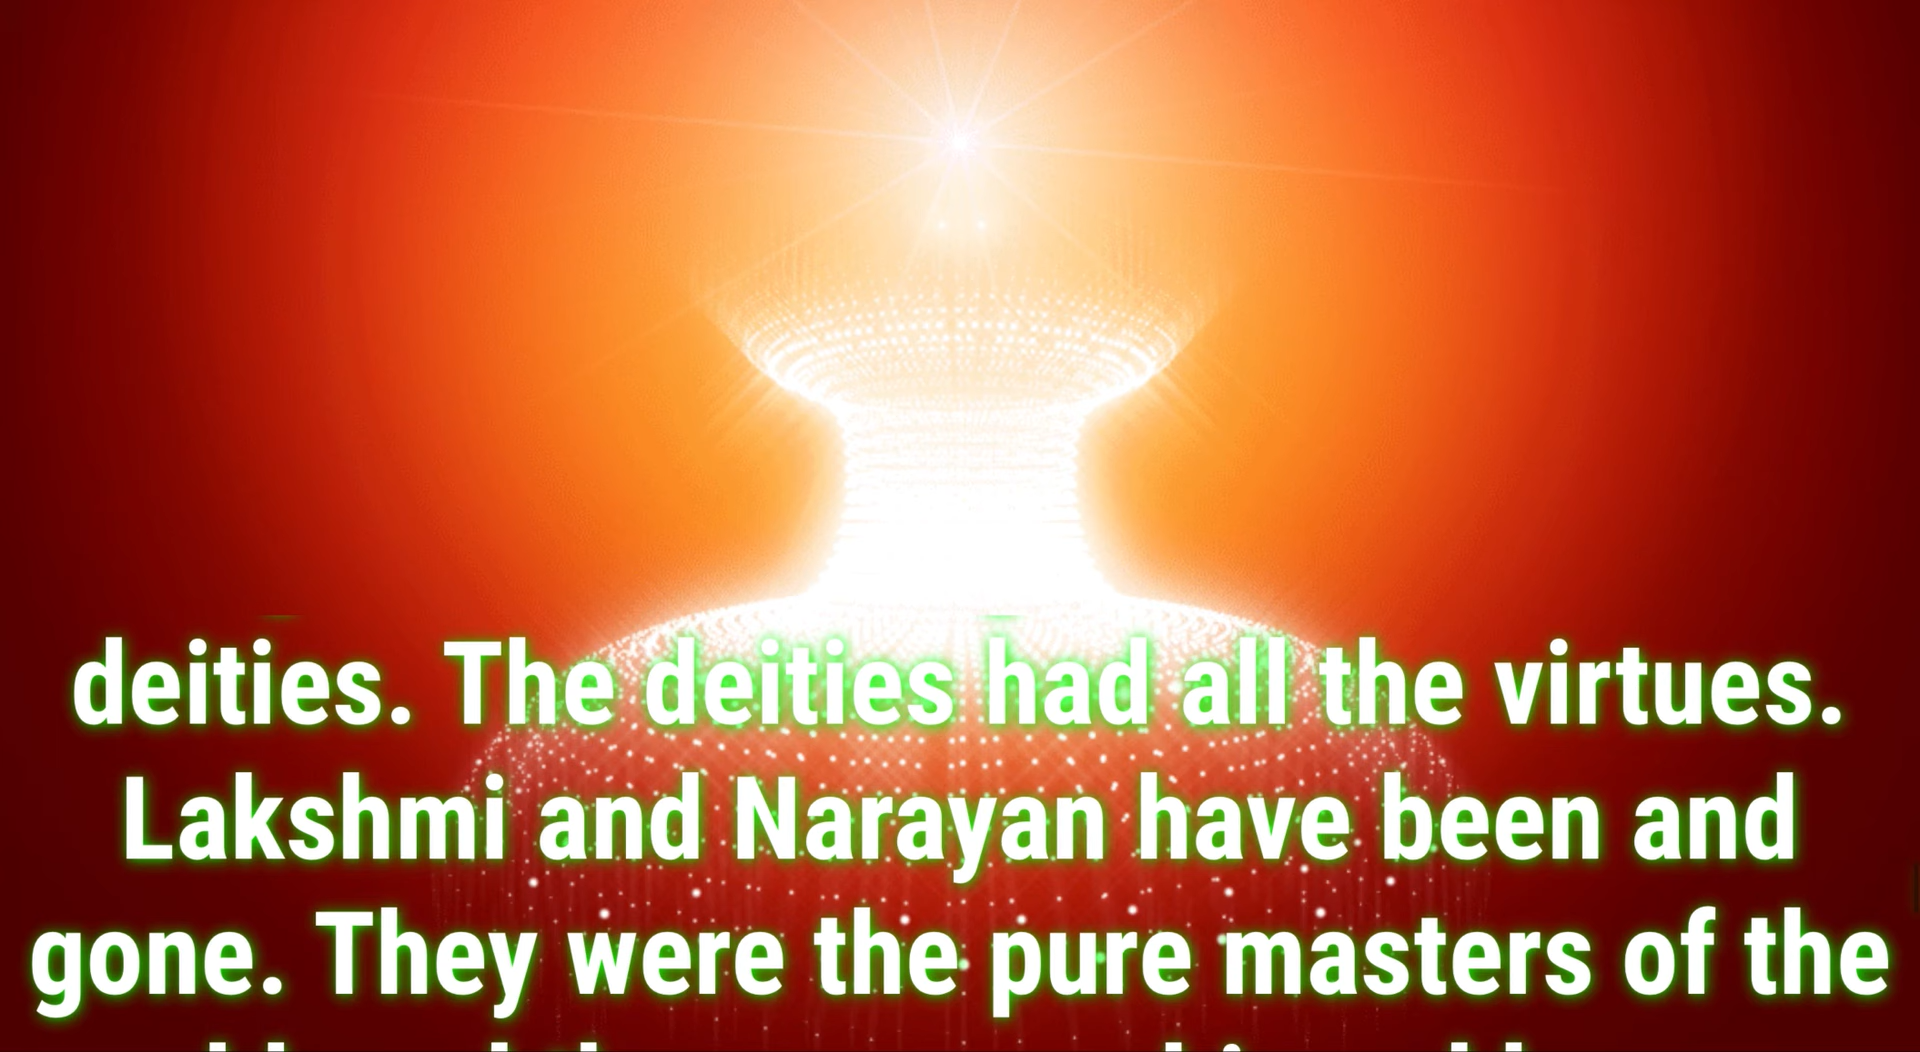 deities. The deities had all the virtues.
Lakshmi and Narayan have been and
gone. They were the pure masters of the